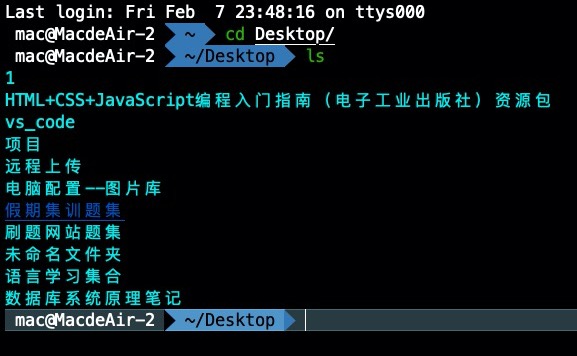 Last login: Fri Feb  7 23:48:16 on ttys000
mac@MacdeAir-2 ~ cd Desktop/
mac@MacdeAir-2 ~/Desktop ls
1
HTML+CSS+JavaScript编程入门指南（电子工业出版社）资源包
vs_code
项目
远程上传
电脑配置——图片库
假期集训题集
刷题网站题集
未命名文件夹
语言学习集合
数据库系统原理笔记
mac@MacdeAir-2 ~/Desktop